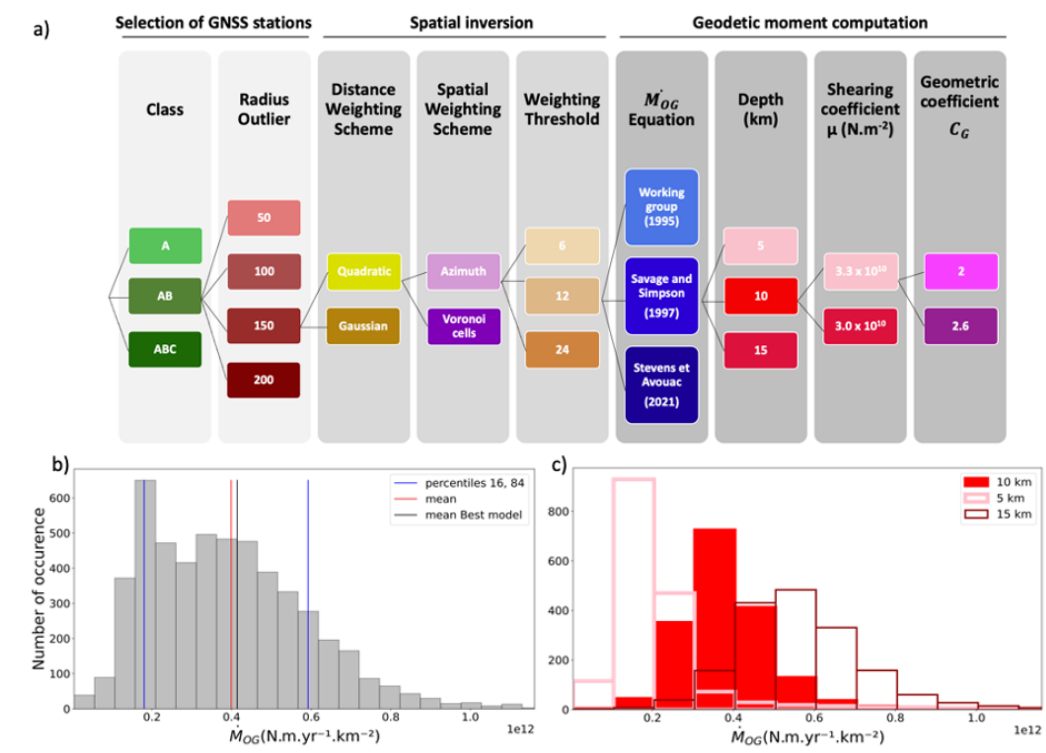 a)
Selection of GNSS stations
Spatial inversion
Geodetic moment computation
Class
Radius
Outlier
Distance
Weighting
Scheme
Spatial
Weighting
Scheme
Weighting
Threshold
Ṁ_OG
Equation
Depth
(km)
Shearing
coefficient
μ (N.m⁻²)
Geometric
coefficient
C_G
A
AB
ABC
50
100
150
200
Quadratic
Gaussian
Azimuth
Voronoi
cells
6
12
24
Working
group
(1995)
Savage and
Simpson
(1997)
Stevens et
Avouac
(2021)
5
10
15
3.3 x 10¹⁰
3.0 x 10¹⁰
2
2.6
b)
percentiles 16, 84
mean
mean Best model
Number of occurence
600
500
400
300
200
100
0
0.2
0.4
0.6
0.8
1.0
1e12
Ṁ_OG(N.m.yr⁻¹.km⁻²)
c)
10 km
5 km
15 km
800
600
400
200
0
0.2
0.4
0.6
0.8
1.0
1e12
Ṁ_OG(N.m.yr⁻¹.km⁻²)